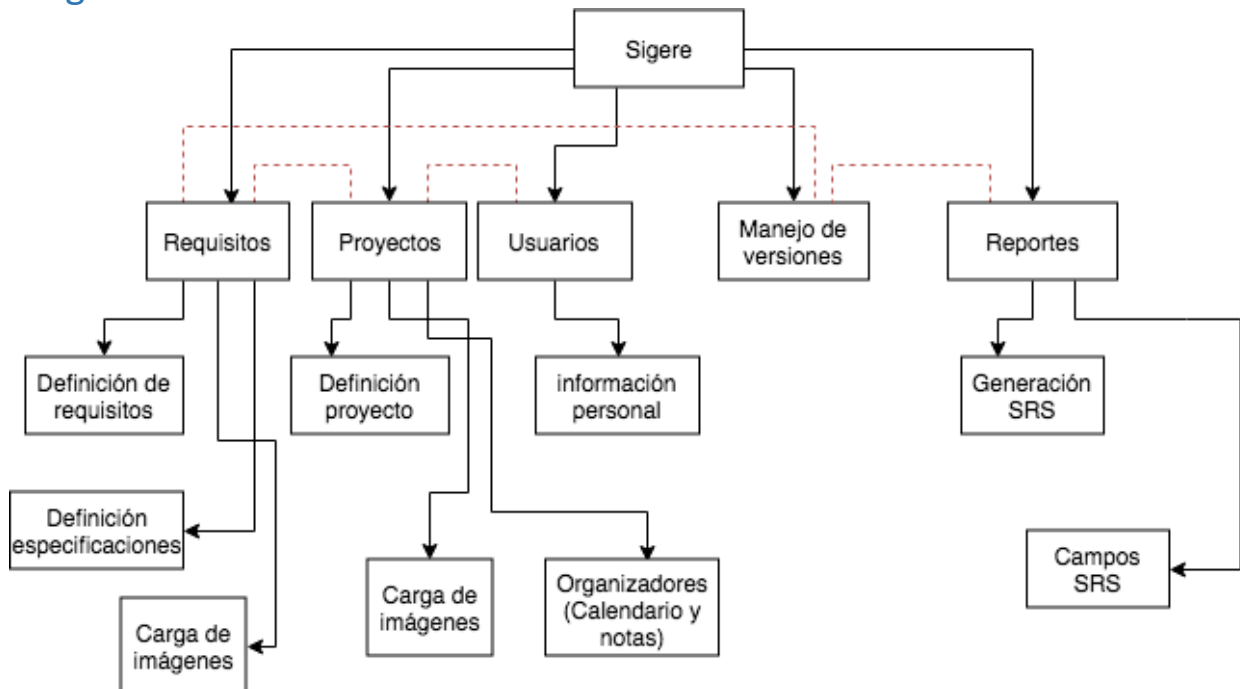 Sigere
Requisitos
Proyectos
Usuarios
Manejo de
versiones
Reportes
Definición de
requisitos
Definición
proyecto
información
personal
Generación
SRS
Definición
especificaciones
Carga de
imágenes
Carga de
imágenes
Organizadores
(Calendario y
notas)
Campos
SRS